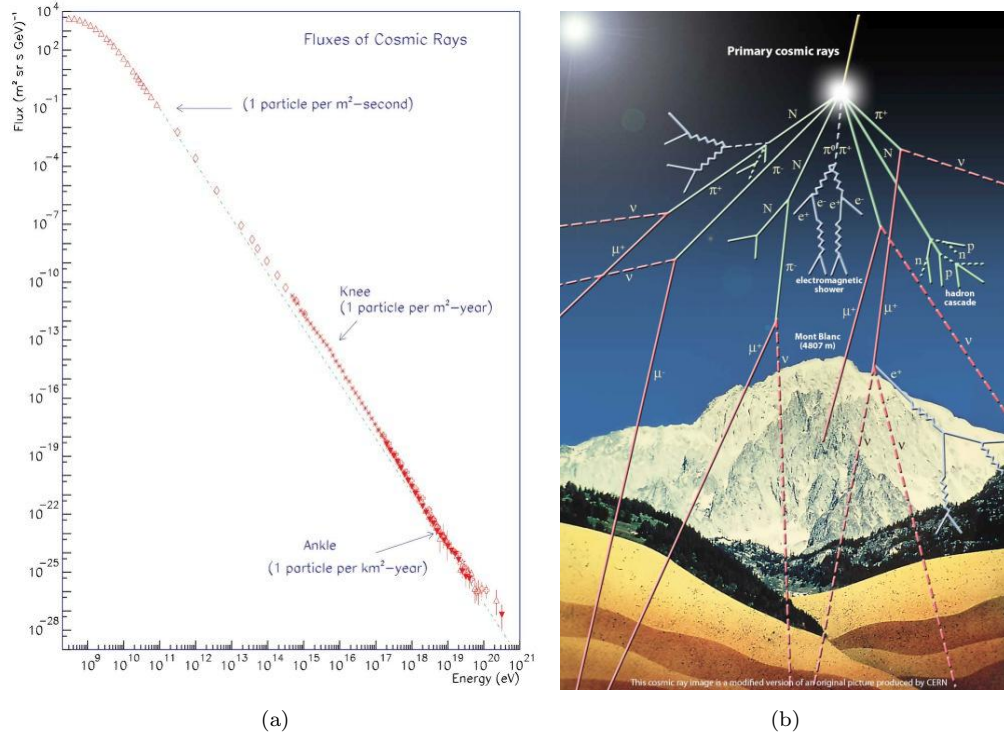 Fluxes of Cosmic Rays
Flux (m² sr s GeV)⁻¹
10⁴
10²
10⁻¹
10⁻⁴
10⁻⁷
10⁻¹⁰
10⁻¹³
10⁻¹⁶
10⁻¹⁹
10⁻²²
10⁻²⁵
10⁻²⁸
(1 particle per m²−second)
Knee
(1 particle per m²−year)
Ankle
(1 particle per km²−year)
10⁹ 10¹⁰ 10¹¹ 10¹² 10¹³ 10¹⁴ 10¹⁵ 10¹⁶ 10¹⁷ 10¹⁸ 10¹⁹ 10²⁰ 10²¹
Energy (eV)
(a)
Primary cosmic rays
N
π⁺
π⁰ π⁺
N
N
π⁻
ν
π⁺
e⁻ e⁺
e⁺ e⁻
N
ν
μ⁺
ν
p
n n
p
π⁻
electromagnetic
shower
hadron
cascade
μ⁺
μ⁺
ν
Mont Blanc
(4807 m)
μ⁺
ν
μ⁻
e⁺
ν
ν
This cosmic ray image is a modified version of an original picture produced by CERN
(b)